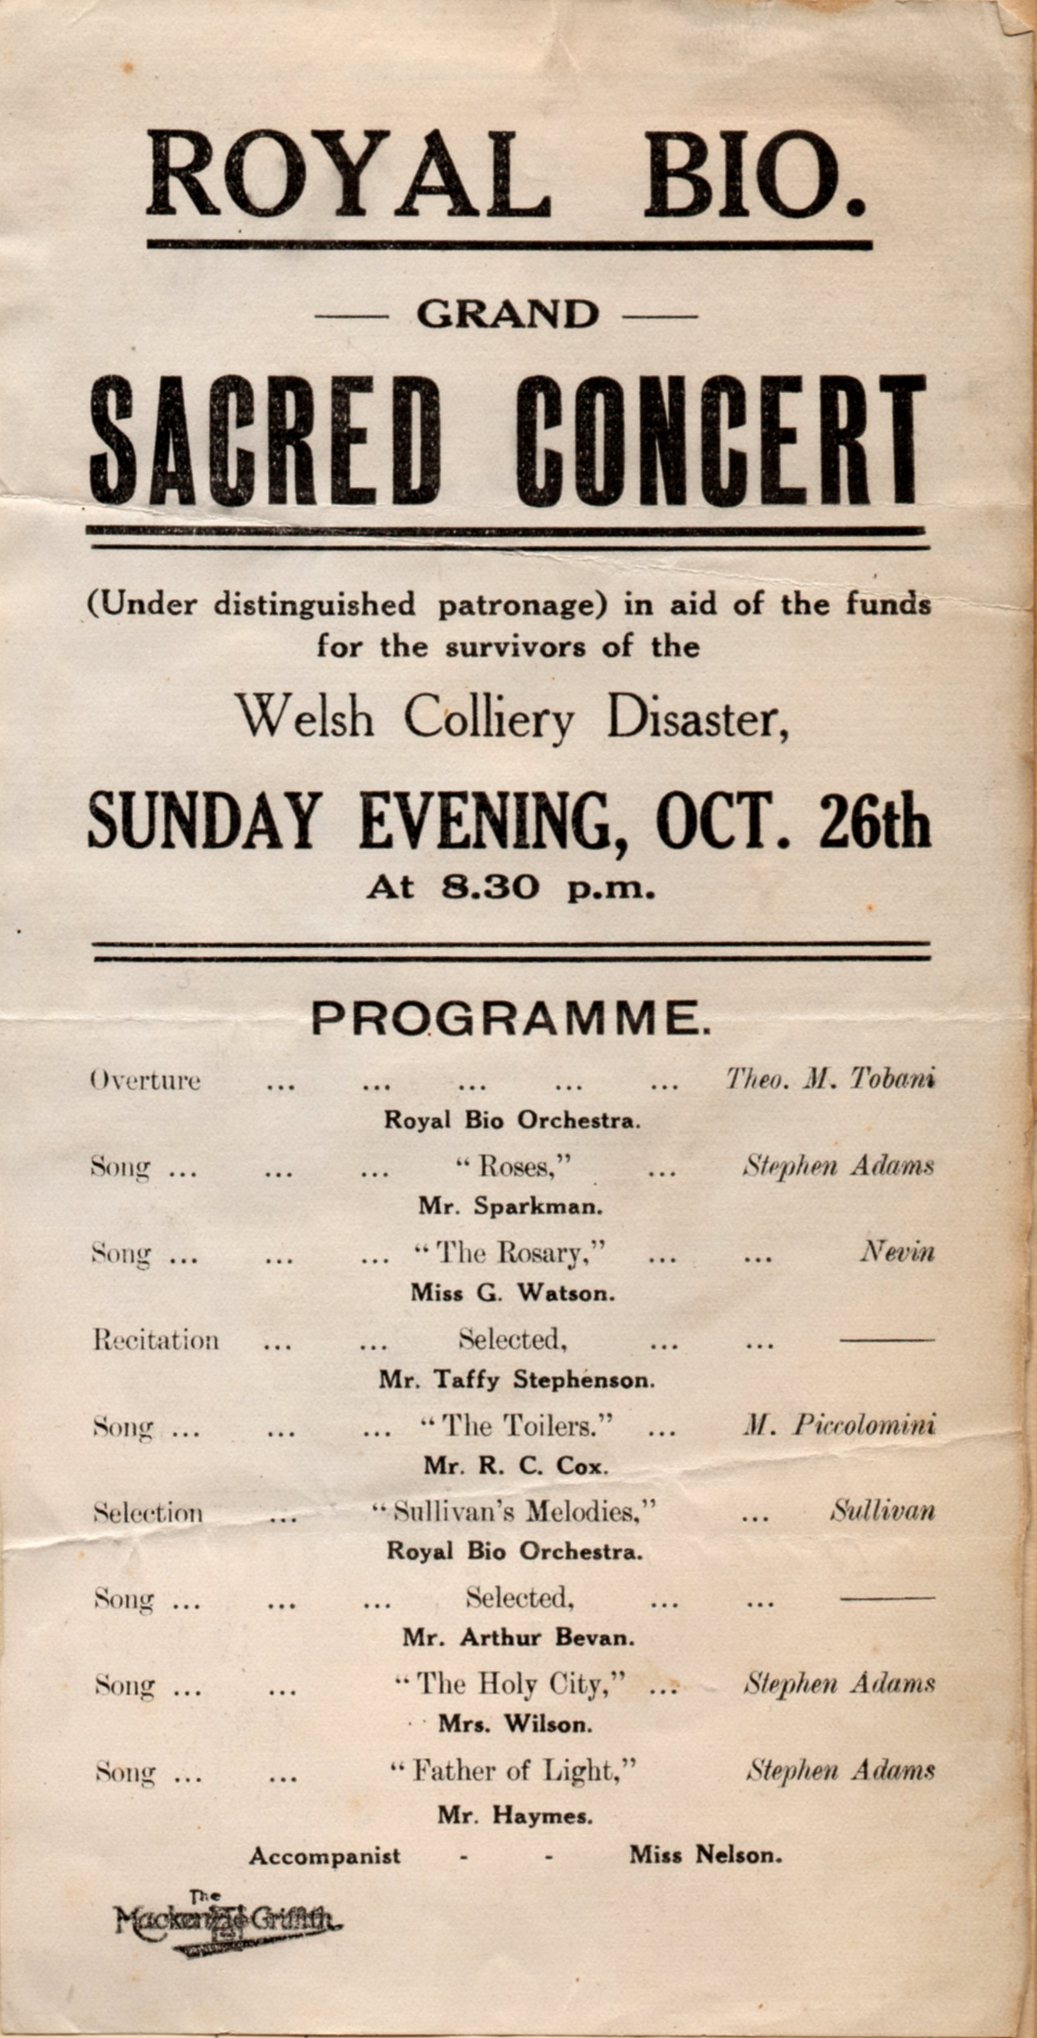 ROYAL BIO.
— GRAND —
SACRED CONCERT
(Under distinguished patronage) in aid of the funds
for the survivors of the
Welsh Colliery Disaster,
SUNDAY EVENING, OCT. 26th
At 8.30 p.m.
PROGRAMME.
Overture ... ... ... ... ... Theo. M. Tobani
Royal Bio Orchestra.
Song ... ... ... "Roses," ... Stephen Adams
Mr. Sparkman.
Song ... ... ... "The Rosary," ... ... Nevin
Miss G. Watson.
Recitation ... ... Selected, ... ... ———
Mr. Taffy Stephenson.
Song ... ... ... "The Toilers." ... M. Piccolomini
Mr. R. C. Cox.
Selection ... "Sullivan's Melodies," ... Sullivan
Royal Bio Orchestra.
Song ... ... ... Selected, ... ... ———
Mr. Arthur Bevan.
Song ... ... "The Holy City," ... Stephen Adams
Mrs. Wilson.
Song ... ... "Father of Light," Stephen Adams
Mr. Haymes.
Accompanist - - Miss Nelson.
The
Mackenzie Griffith